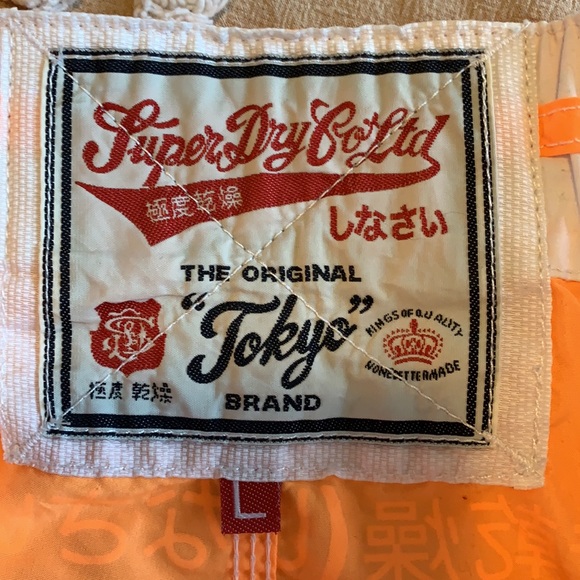 Super Dry Co Ltd
極度乾燥
しなさい
THE ORIGINAL
"Tokyo"
KINGS OF QUALITY
NONE BETTER MADE
極度乾燥
BRAND
L